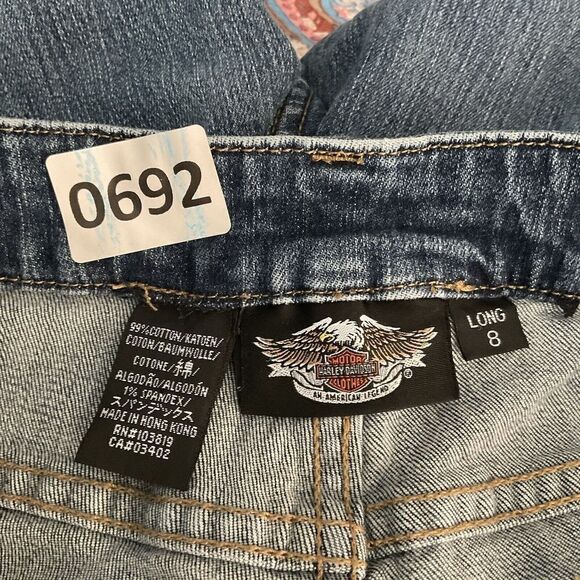 0692
99% COTTON/KATOEN/
COTON/BAUMWOLLE/
COTONE/綿/
ALGODÃO/ALGODÓN
1% SPANDEX/
スパンデックス
MADE IN HONG KONG
RN#103819
CA#03402
MOTOR
HARLEY-DAVIDSON
CLOTHES
AN AMERICAN LEGEND
®
LONG
8